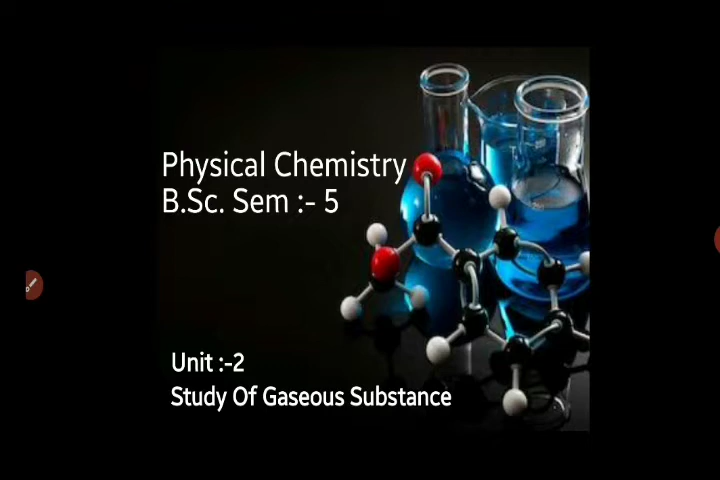 Physical Chemistry
B.Sc. Sem :- 5
Unit :-2
Study Of Gaseous Substance